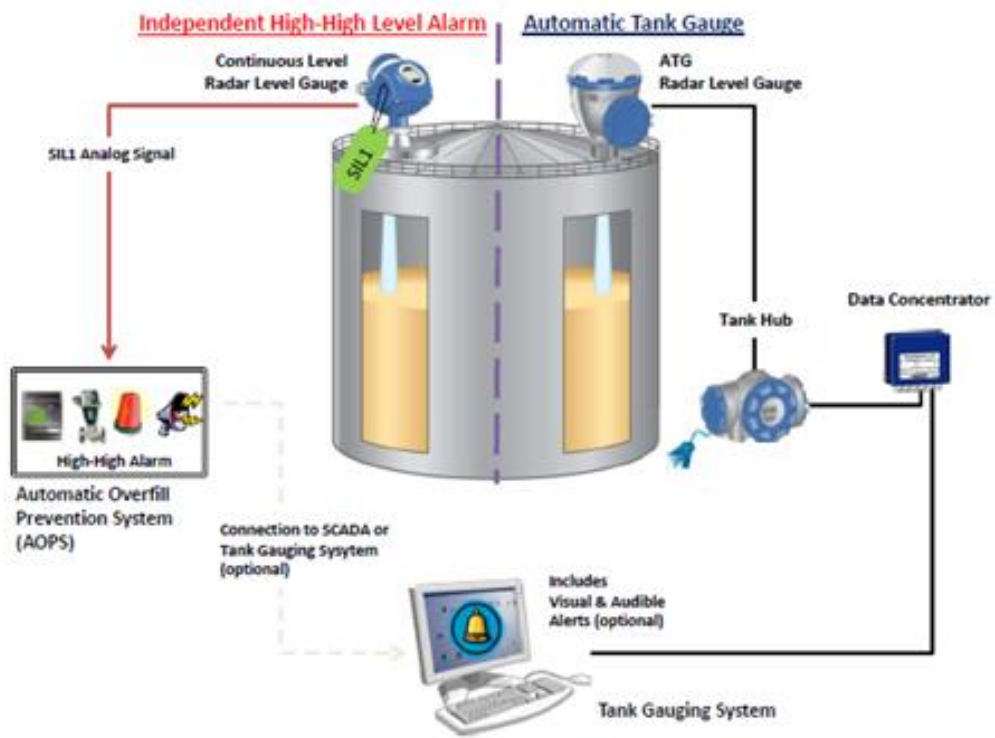 Independent High-High Level Alarm
Automatic Tank Gauge
Continuous Level
Radar Level Gauge
ATG
Radar Level Gauge
SIL1 Analog Signal
SIL1
Data Concentrator
Tank Hub
High-High Alarm
Automatic Overfill
Prevention System
(AOPS)
Connection to SCADA or
Tank Gauging Sysytem
(optional)
Includes
Visual & Audible
Alerts (optional)
Tank Gauging System